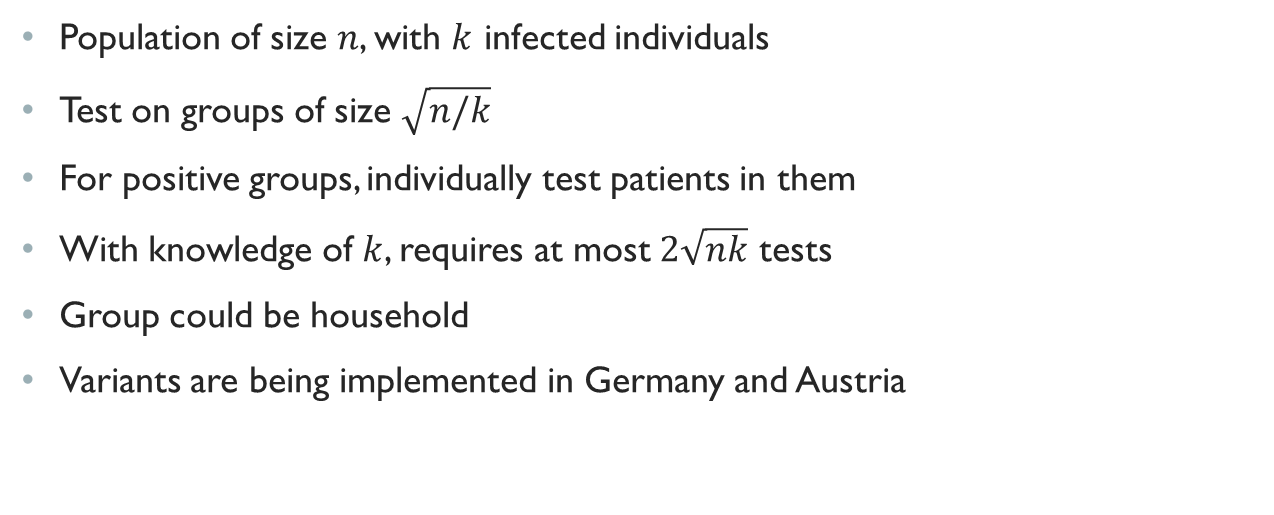 • Population of size n, with k infected individuals
• Test on groups of size √n/k
• For positive groups, individually test patients in them
• With knowledge of k, requires at most 2√nk tests
• Group could be household
• Variants are being implemented in Germany and Austria